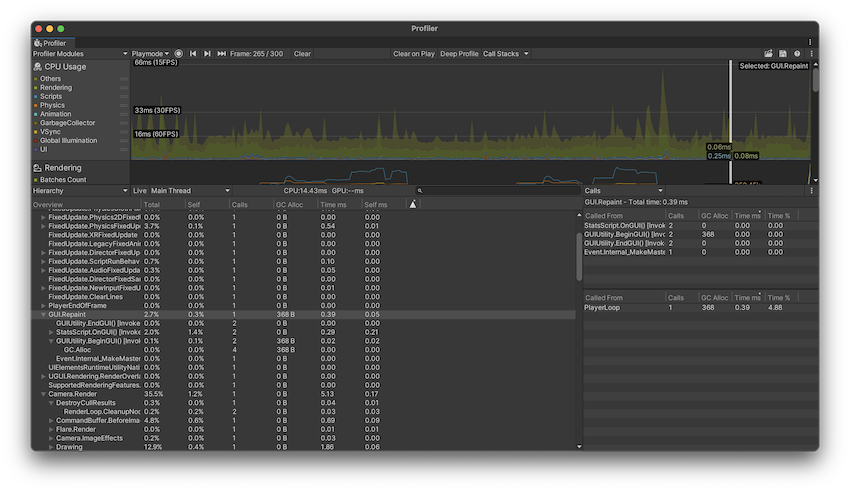 Profiler
Profiler
Profiler Modules Playmode Frame: 265 / 300 Clear Clear on Play Deep Profile Call Stacks
CPU Usage
Others
Rendering
Scripts
Physics
Animation
GarbageCollector
VSync
Global Illumination
UI
66ms (15FPS)
33ms (30FPS)
16ms (60FPS)
Selected: GUI.Repaint
0.06ms
0.25ms 0.08ms
Rendering
Batches Count
Hierarchy Live Main Thread CPU:14.43ms GPU:--ms
Overview Total Self Calls GC Alloc Time ms Self ms
0.0% 0.0% 1 0 B 0.00 0.00
FixedUpdate.Physics2DFixed 0.0% 0.0% 1 0 B 0.00 0.00
FixedUpdate.PhysicsFixedUp 3.7% 0.1% 1 0 B 0.54 0.01
FixedUpdate.XRFixedUpdate 0.0% 0.0% 1 0 B 0.00 0.00
FixedUpdate.LegacyFixedAni 0.0% 0.0% 1 0 B 0.00 0.00
FixedUpdate.DirectorFixedUp 0.0% 0.0% 1 0 B 0.00 0.00
FixedUpdate.ScriptRunBehav 0.7% 0.0% 1 0 B 0.10 0.00
FixedUpdate.AudioFixedUpda 0.3% 0.0% 1 0 B 0.05 0.00
FixedUpdate.DirectorFixedSa 0.0% 0.0% 1 0 B 0.00 0.00
FixedUpdate.NewInputFixedU 0.0% 0.0% 1 0 B 0.01 0.00
FixedUpdate.ClearLines 0.0% 0.0% 1 0 B 0.00 0.00
PlayerEndOfFrame 0.0% 0.0% 1 0 B 0.00 0.00
GUI.Repaint 2.7% 0.3% 1 368 B 0.39 0.05
GUIUtility.EndGUI() [Invoke 0.0% 0.0% 2 0 B 0.00 0.00
StatsScript.OnGUI() [Invok 2.0% 1.4% 2 0 B 0.29 0.21
GUIUtility.BeginGUI() [Invo 0.1% 0.1% 2 368 B 0.02 0.02
GC.Alloc 0.0% 0.0% 4 368 B 0.00 0.00
Event.Internal_MakeMaster 0.0% 0.0% 1 0 B 0.00 0.00
UIElementsRuntimeUtilityNati 0.0% 0.0% 1 0 B 0.00 0.00
UGUI.Rendering.RenderOverla 0.0% 0.0% 1 0 B 0.00 0.00
SupportedRenderingFeatures. 0.0% 0.0% 1 0 B 0.00 0.00
Camera.Render 35.5% 1.2% 1 0 B 5.13 0.17
DestroyCullResults 0.3% 0.0% 1 0 B 0.04 0.01
RenderLoop.CleanupNod 0.2% 0.2% 2 0 B 0.03 0.03
CommandBuffer.BeforeIma 4.8% 0.6% 1 0 B 0.69 0.09
Flare.Render 0.0% 0.0% 1 0 B 0.01 0.01
Camera.ImageEffects 0.2% 0.0% 1 0 B 0.03 0.00
Drawing 12.9% 0.4% 1 0 B 1.86 0.06
Calls
GUI.Repaint - Total time: 0.39 ms
Called From Calls GC Alloc Time ms Time %
StatsScript.OnGUI() [Invok 2 0 0.00 0.00
GUIUtility.BeginGUI() [Invo 2 368 0.00 0.00
GUIUtility.EndGUI() [Invoke 2 0 0.00 0.00
Event.Internal_MakeMaster 1 0 0.00 0.00
Called From Calls GC Alloc Time ms Time %
PlayerLoop 1 368 0.39 4.88